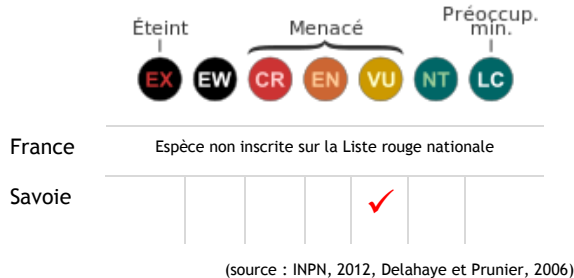 Éteint Menacé Préoccup. min.
EX EW CR EN VU NT LC
France Espèce non inscrite sur la Liste rouge nationale
Savoie ✓
(source : INPN, 2012, Delahaye et Prunier, 2006)